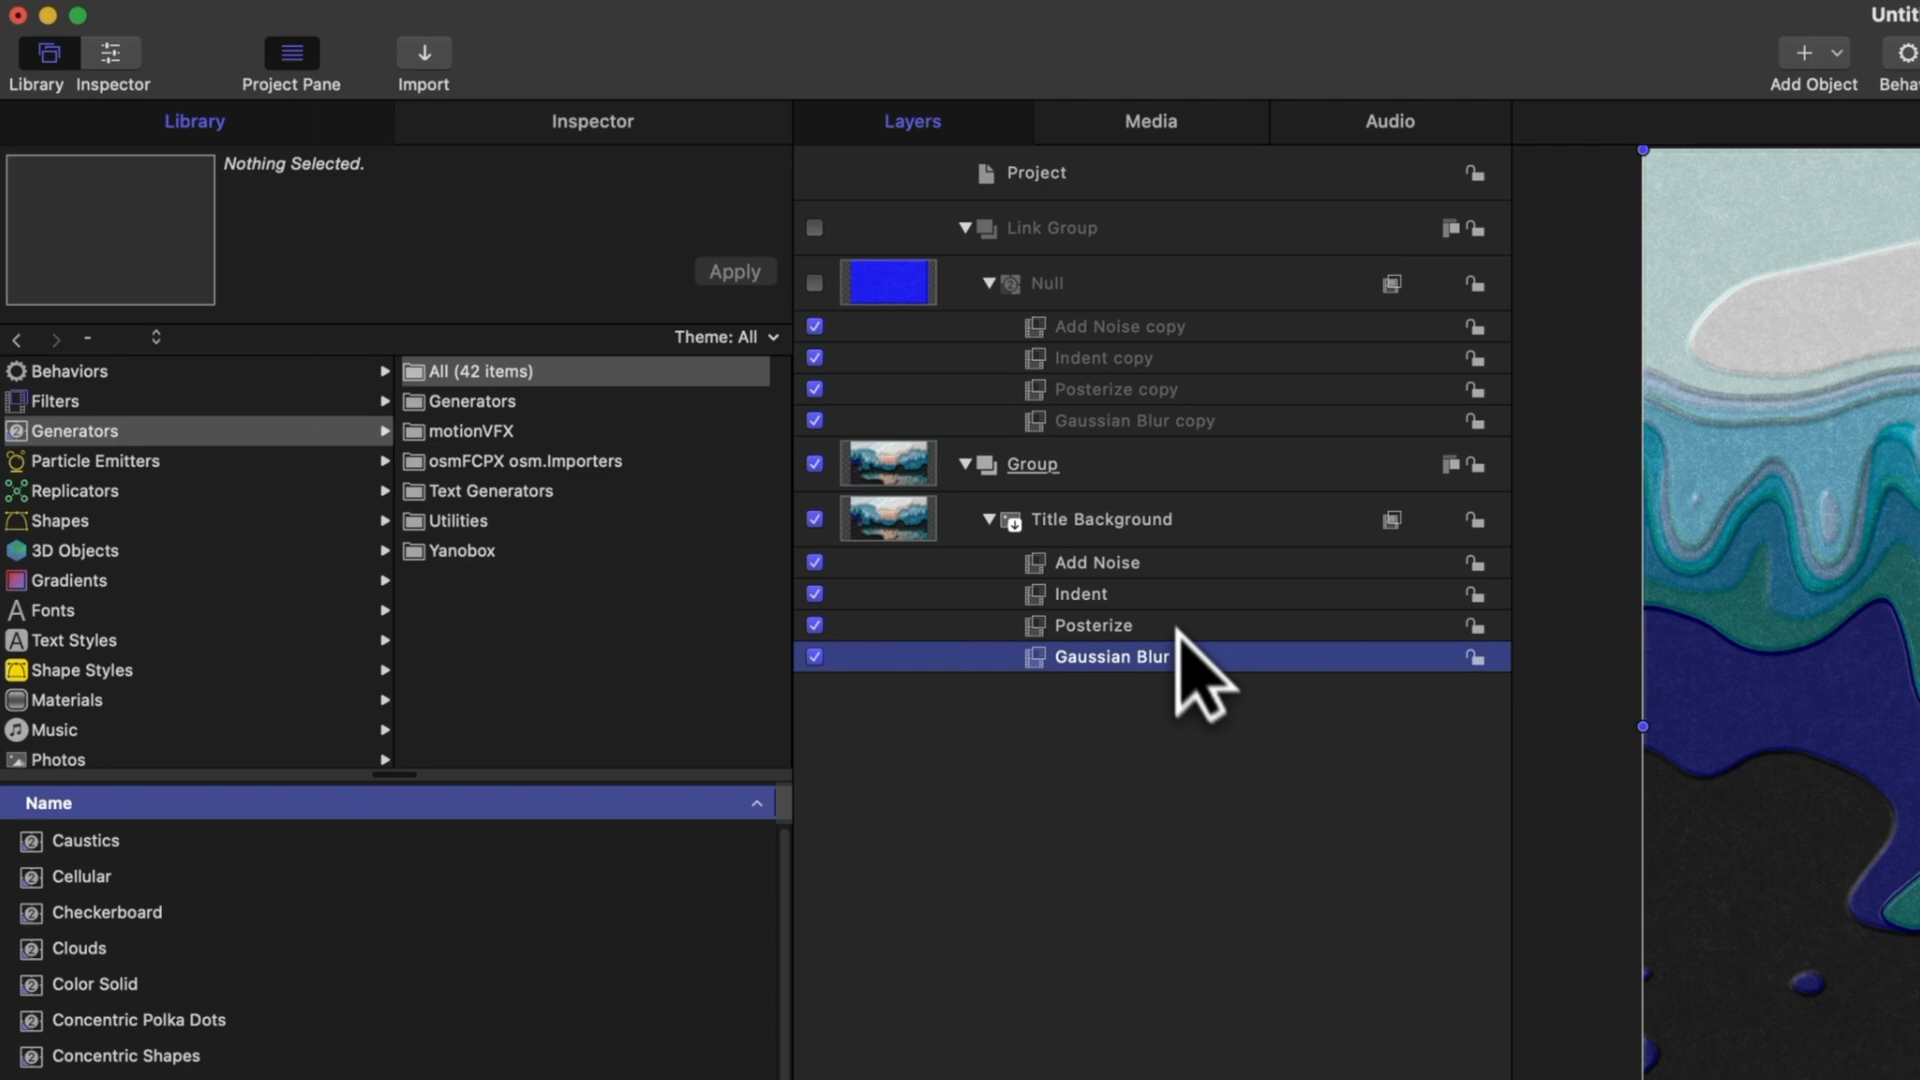 Untit
Library
Inspector
Project Pane
Import
Add Object
Behav
Library
Inspector
Layers
Media
Audio
Nothing Selected.
Apply
Theme: All
Behaviors
Filters
Generators
Particle Emitters
Replicators
Shapes
3D Objects
Gradients
Fonts
Text Styles
Shape Styles
Materials
Music
Photos
All (42 items)
Generators
motionVFX
osmFCPX osm.Importers
Text Generators
Utilities
Yanobox
Name
Caustics
Cellular
Checkerboard
Clouds
Color Solid
Concentric Polka Dots
Concentric Shapes
Project
Link Group
Null
Add Noise copy
Indent copy
Posterize copy
Gaussian Blur copy
Group
Title Background
Add Noise
Indent
Posterize
Gaussian Blur